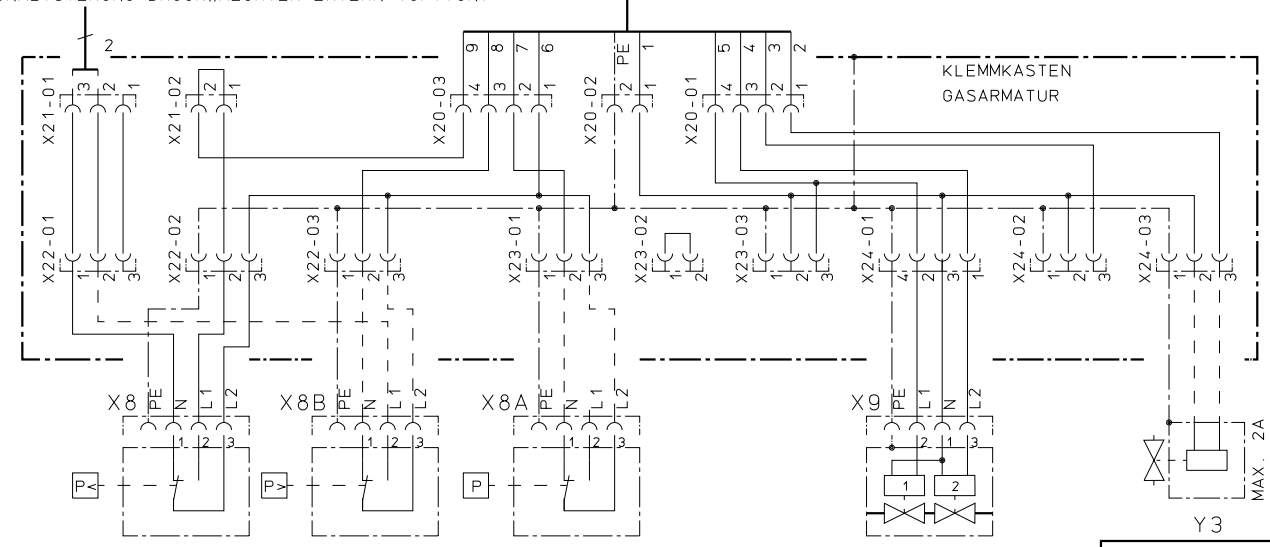 2
9 8 7 6 PE 1 5 4 3 2
KLEMMKASTEN
GASARMATUR
X21-01 3 2 1
X21-02 2 1
X20-03 4 3 2 1
X20-02 2 1
X20-01 4 3 2 1
X22-01 1 2 3
X22-02 1 2 3
X22-03 1 2 3
X23-01 1 2 3
X23-02 1 2
X23-03 1 2 3
X24-01 4 2 3 1
X24-02 1 2 3
X24-03 1 2 3
X8 PE N L1 L2
X8B PE N L1 L2
X8A PE N L1 L2
X9 PE L1 N L2
1 2 3
1 2 3
1 2 3
2 1 3
P<
P>
P
1 2
MAX. 2A
Y3